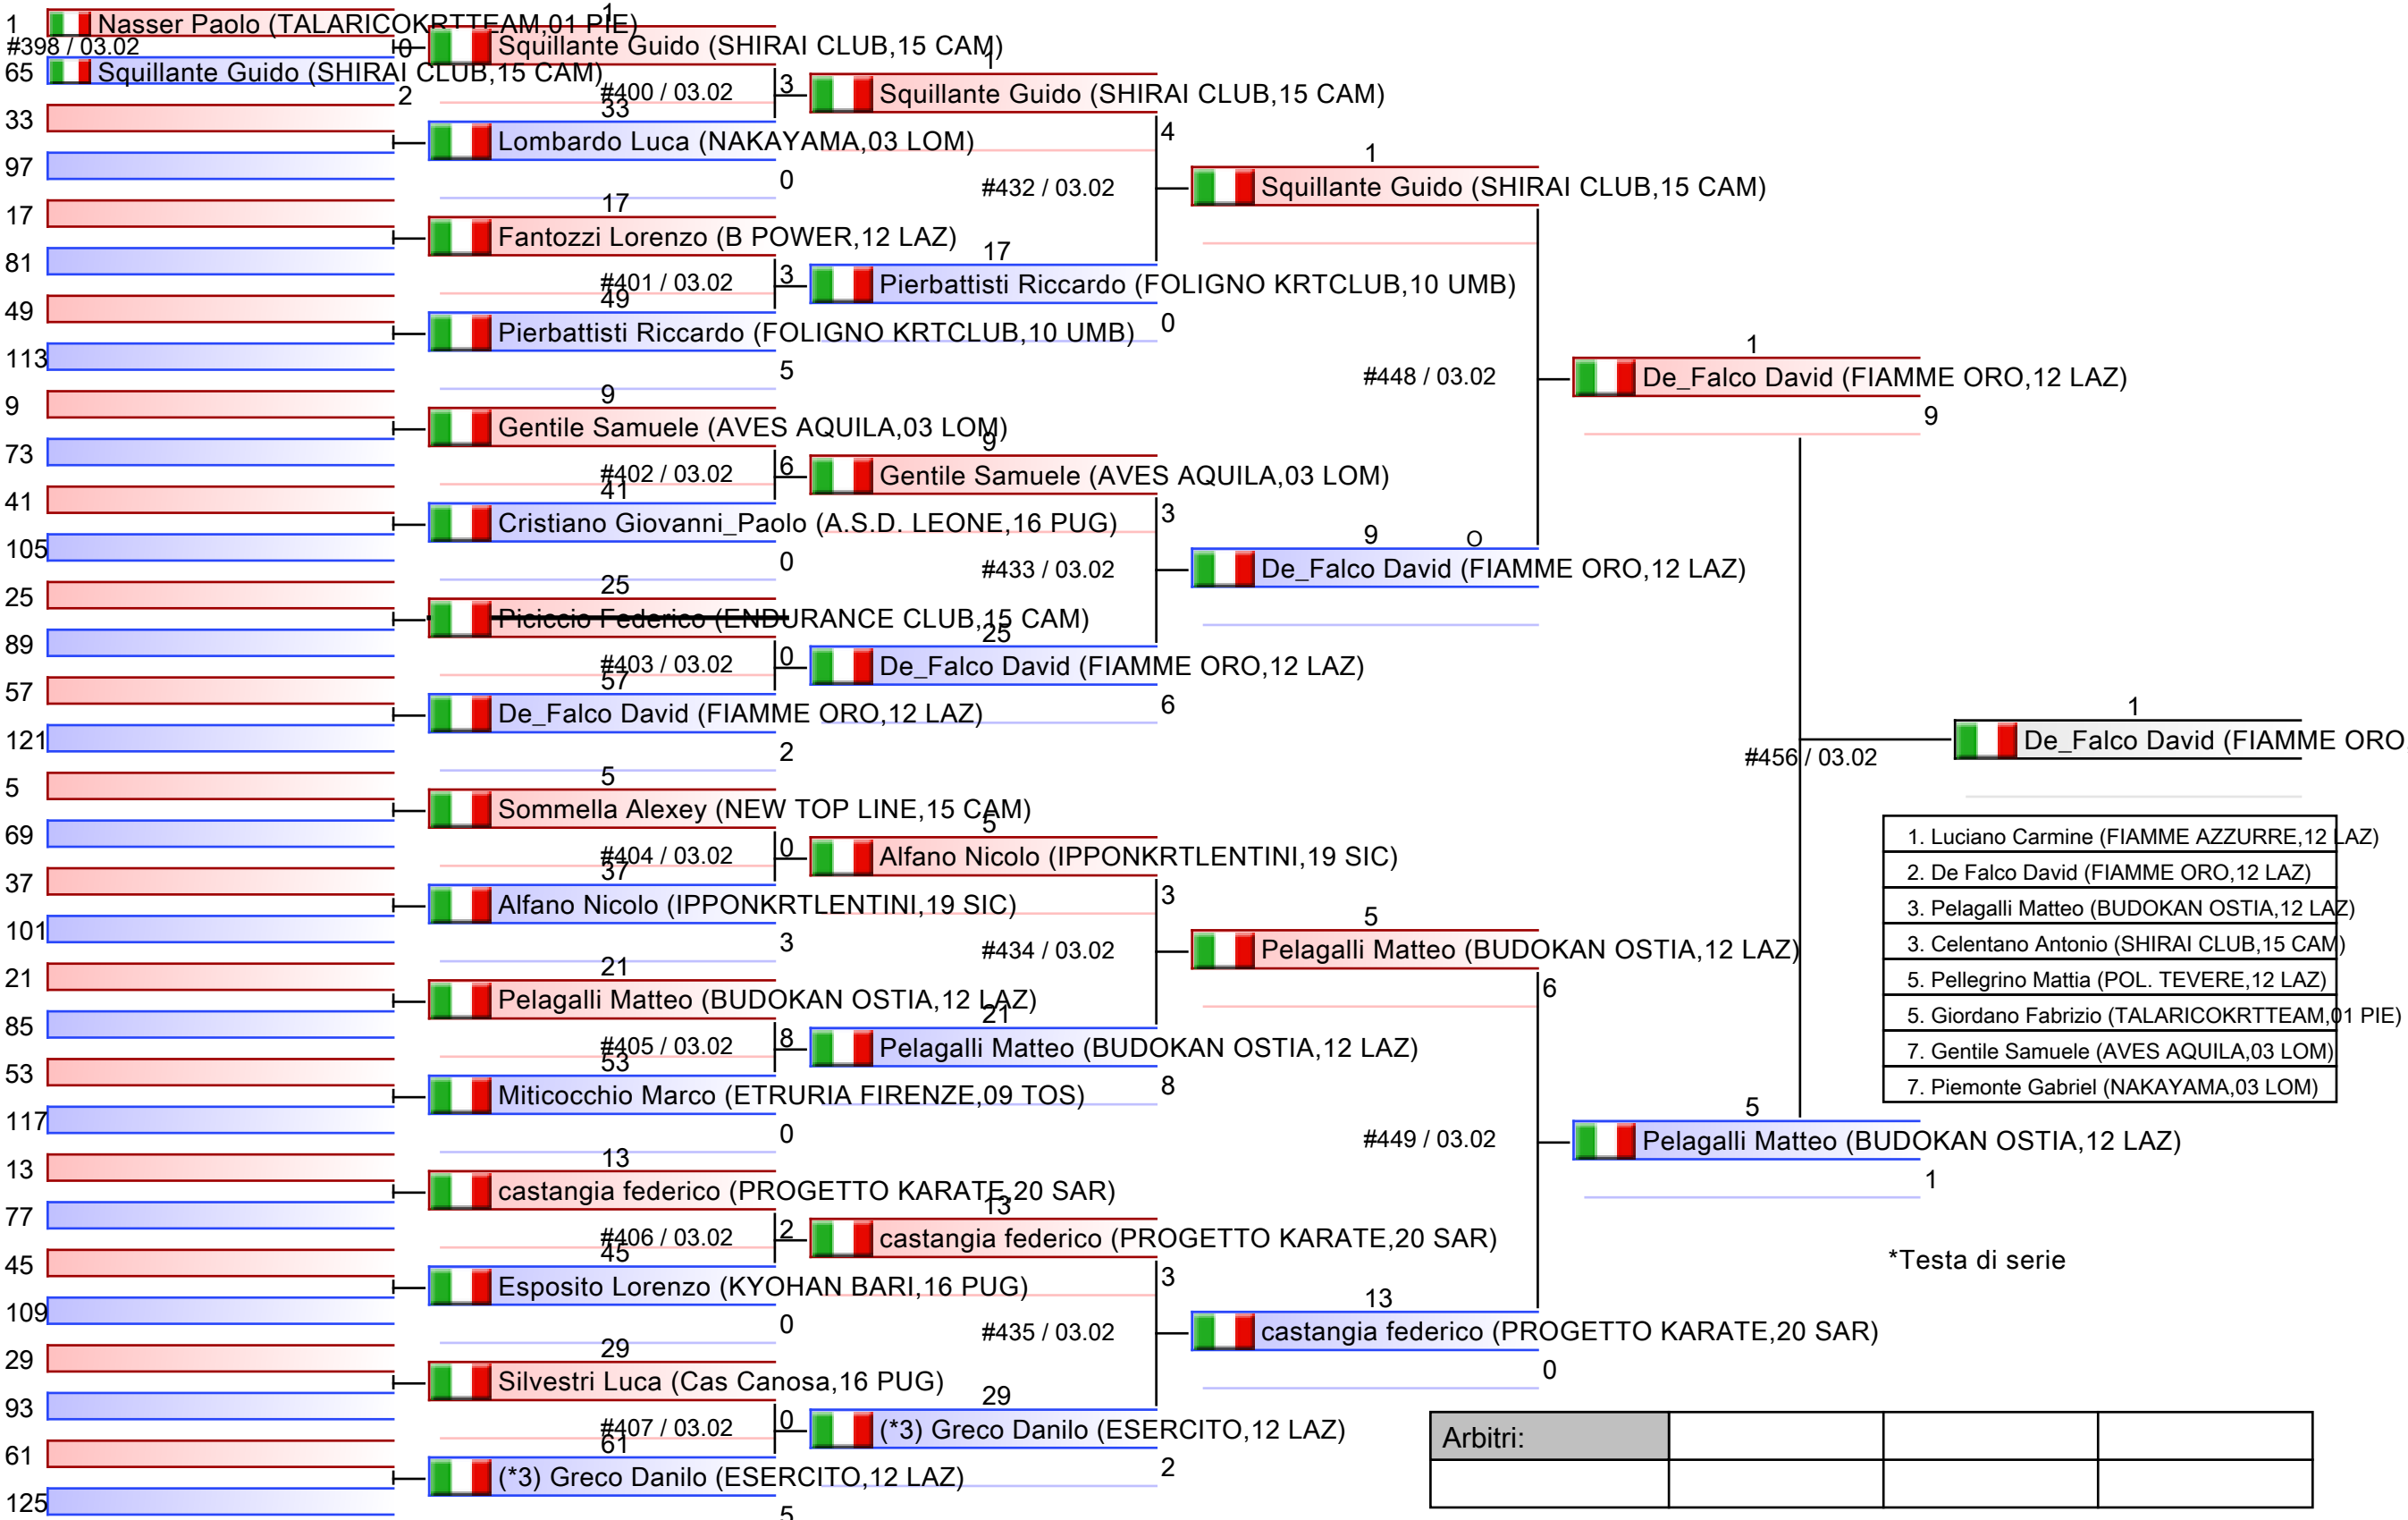 1 Nasser Paolo (TALARICOKRTTEAM,01 PIE)
#398 / 03.02
0
65 Squillante Guido (SHIRAI CLUB,15 CAM)
2
33
97
17
81
49
113
9
73
41
105
25
89
57
121
5
69
37
101
21
85
53
117
13
77
45
109
29
93
61
125
1
Squillante Guido (SHIRAI CLUB,15 CAM)
#400 / 03.02
3
33
Lombardo Luca (NAKAYAMA,03 LOM)
0
17
Fantozzi Lorenzo (B POWER,12 LAZ)
#401 / 03.02
3
49
Pierbattisti Riccardo (FOLIGNO KRTCLUB,10 UMB)
5
9
Gentile Samuele (AVES AQUILA,03 LOM)
#402 / 03.02
6
41
Cristiano Giovanni_Paolo (A.S.D. LEONE,16 PUG)
0
25
Piciccio Federico (ENDURANCE CLUB,15 CAM)
#403 / 03.02
0
57
De_Falco David (FIAMME ORO,12 LAZ)
2
5
Sommella Alexey (NEW TOP LINE,15 CAM)
#404 / 03.02
0
37
Alfano Nicolo (IPPONKRTLENTINI,19 SIC)
3
21
Pelagalli Matteo (BUDOKAN OSTIA,12 LAZ)
#405 / 03.02
8
53
Miticocchio Marco (ETRURIA FIRENZE,09 TOS)
0
13
castangia federico (PROGETTO KARATE,20 SAR)
#406 / 03.02
2
45
Esposito Lorenzo (KYOHAN BARI,16 PUG)
0
29
Silvestri Luca (Cas Canosa,16 PUG)
#407 / 03.02
0
61
(*3) Greco Danilo (ESERCITO,12 LAZ)
5
1
Squillante Guido (SHIRAI CLUB,15 CAM)
4
#432 / 03.02
17
Pierbattisti Riccardo (FOLIGNO KRTCLUB,10 UMB)
0
9
Gentile Samuele (AVES AQUILA,03 LOM)
3
#433 / 03.02
25
De_Falco David (FIAMME ORO,12 LAZ)
6
5
Alfano Nicolo (IPPONKRTLENTINI,19 SIC)
3
#434 / 03.02
21
Pelagalli Matteo (BUDOKAN OSTIA,12 LAZ)
8
13
castangia federico (PROGETTO KARATE,20 SAR)
3
#435 / 03.02
29
(*3) Greco Danilo (ESERCITO,12 LAZ)
2
1
Squillante Guido (SHIRAI CLUB,15 CAM)
#448 / 03.02
9 O
De_Falco David (FIAMME ORO,12 LAZ)
5
Pelagalli Matteo (BUDOKAN OSTIA,12 LAZ)
6
#449 / 03.02
13
castangia federico (PROGETTO KARATE,20 SAR)
0
1
De_Falco David (FIAMME ORO,12 LAZ)
9
#456 / 03.02
5
Pelagalli Matteo (BUDOKAN OSTIA,12 LAZ)
1
1
De_Falco David (FIAMME ORO
1. Luciano Carmine (FIAMME AZZURRE,12 LAZ)
2. De Falco David (FIAMME ORO,12 LAZ)
3. Pelagalli Matteo (BUDOKAN OSTIA,12 LAZ)
3. Celentano Antonio (SHIRAI CLUB,15 CAM)
5. Pellegrino Mattia (POL. TEVERE,12 LAZ)
5. Giordano Fabrizio (TALARICOKRTTEAM,01 PIE)
7. Gentile Samuele (AVES AQUILA,03 LOM)
7. Piemonte Gabriel (NAKAYAMA,03 LOM)
*Testa di serie
Arbitri: